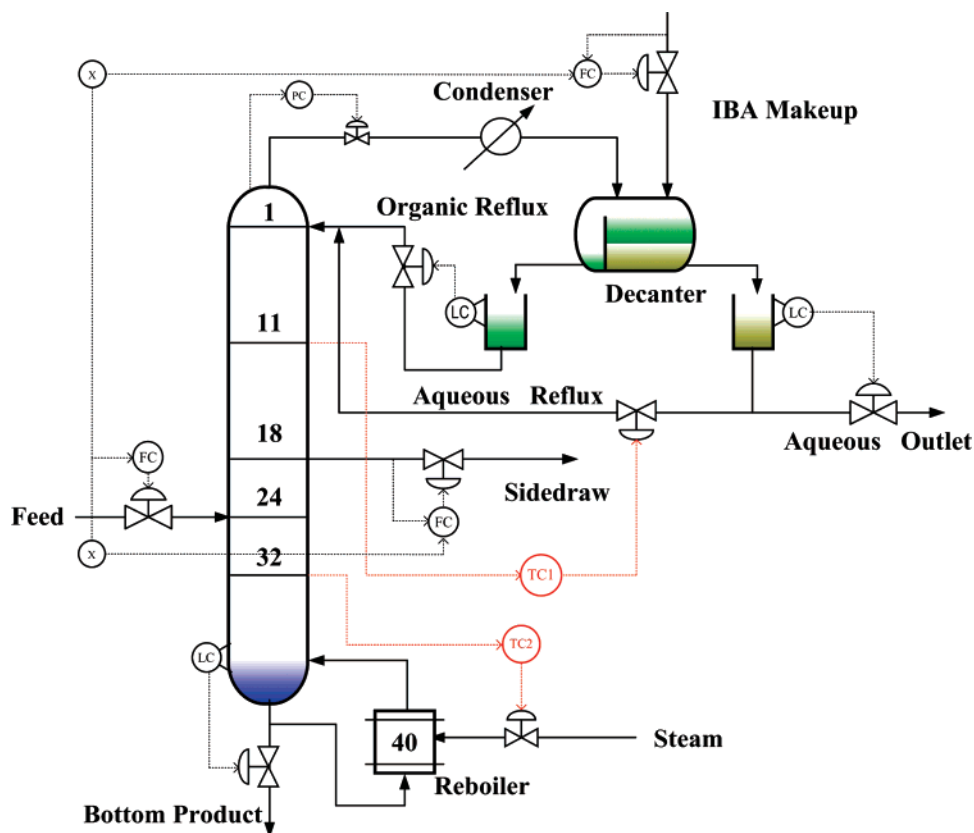 X
FC
PC
Condenser
IBA Makeup
1
Organic Reflux
LC
Decanter
LC
11
Aqueous Reflux
Aqueous Outlet
18
FC
Sidedraw
24
Feed
FC
X
32
TC1
TC2
LC
40
Steam
Reboiler
Bottom Product